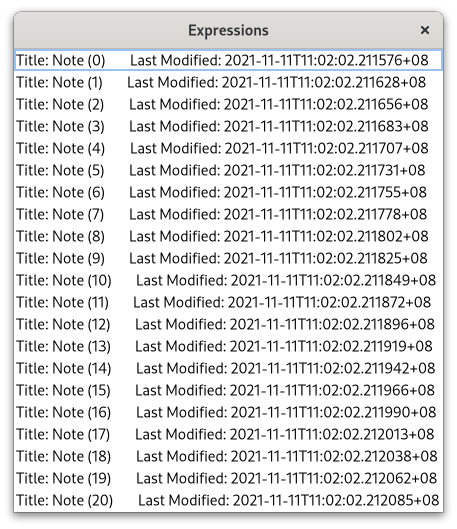 Expressions
Title: Note (0) Last Modified: 2021-11-11T11:02:02.211576+08
Title: Note (1) Last Modified: 2021-11-11T11:02:02.211628+08
Title: Note (2) Last Modified: 2021-11-11T11:02:02.211656+08
Title: Note (3) Last Modified: 2021-11-11T11:02:02.211683+08
Title: Note (4) Last Modified: 2021-11-11T11:02:02.211707+08
Title: Note (5) Last Modified: 2021-11-11T11:02:02.211731+08
Title: Note (6) Last Modified: 2021-11-11T11:02:02.211755+08
Title: Note (7) Last Modified: 2021-11-11T11:02:02.211778+08
Title: Note (8) Last Modified: 2021-11-11T11:02:02.211802+08
Title: Note (9) Last Modified: 2021-11-11T11:02:02.211825+08
Title: Note (10) Last Modified: 2021-11-11T11:02:02.211849+08
Title: Note (11) Last Modified: 2021-11-11T11:02:02.211872+08
Title: Note (12) Last Modified: 2021-11-11T11:02:02.211896+08
Title: Note (13) Last Modified: 2021-11-11T11:02:02.211919+08
Title: Note (14) Last Modified: 2021-11-11T11:02:02.211942+08
Title: Note (15) Last Modified: 2021-11-11T11:02:02.211966+08
Title: Note (16) Last Modified: 2021-11-11T11:02:02.211990+08
Title: Note (17) Last Modified: 2021-11-11T11:02:02.212013+08
Title: Note (18) Last Modified: 2021-11-11T11:02:02.212038+08
Title: Note (19) Last Modified: 2021-11-11T11:02:02.212062+08
Title: Note (20) Last Modified: 2021-11-11T11:02:02.212085+08